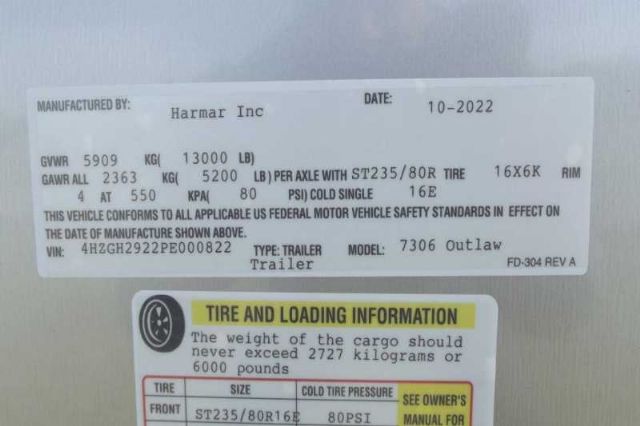 MANUFACTURED BY: Harmar Inc DATE: 10-2022
GVWR 5909 KG( 13000 LB)
GAWR ALL 2363 KG( 5200 LB) PER AXLE WITH ST235/80R TIRE 16X6K RIM
4 AT 550 KPA( 80 PSI) COLD SINGLE 16E
THIS VEHICLE CONFORMS TO ALL APPLICABLE US FEDERAL MOTOR VEHICLE SAFETY STANDARDS IN EFFECT ON
THE DATE OF MANUFACTURE SHOWN ABOVE.
VIN: 4HZGH2922PE000822 TYPE: TRAILER MODEL: 7306 Outlaw
Trailer FD-304 REV A
TIRE AND LOADING INFORMATION
The weight of the cargo should
never exceed 2727 kilograms or
6000 pounds
TIRE SIZE COLD TIRE PRESSURE SEE OWNER'S
FRONT ST235/80R16E 80PSI MANUAL FOR